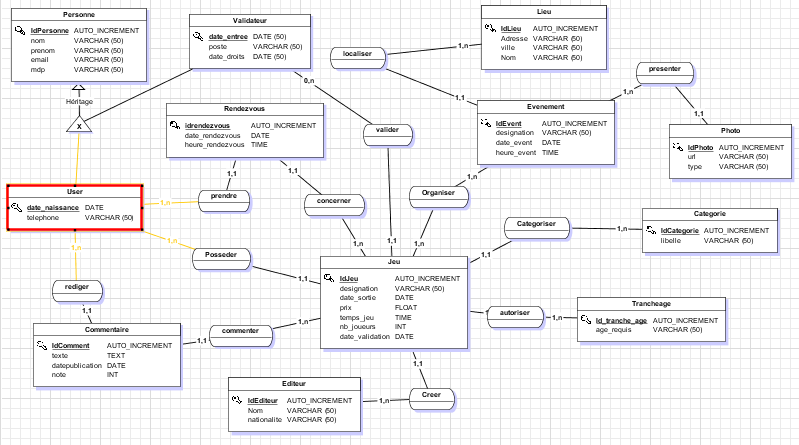 Personne
IdPersonne AUTO_INCREMENT
nom VARCHAR (50)
prenom VARCHAR (50)
email VARCHAR (50)
mdp VARCHAR (50)
Validateur
date_entree DATE (50)
poste VARCHAR (50)
date_droits DATE (50)
Lieu
IdLieu AUTO_INCREMENT
Adresse VARCHAR (50)
ville VARCHAR (50)
Nom VARCHAR (50)
localiser
1,n
1,1
presenter
1,n
1,1
Héritage
X
0,n
valider
1,1
Rendezvous
idrendezvous AUTO_INCREMENT
date_rendezvous DATE
heure_rendezvous TIME
Evenement
IdEvent AUTO_INCREMENT
designation VARCHAR (50)
date_event DATE
heure_event TIME
Photo
IdPhoto AUTO_INCREMENT
url VARCHAR (50)
type VARCHAR (50)
User
date_naissance DATE
telephone VARCHAR (50)
1,n
prendre
1,1
1,1
concerner
1,n
Organiser
1,n
1,n
Categoriser
1,n
1,1
Categorie
IdCategorie AUTO_INCREMENT
libelle VARCHAR (50)
1,n
Posseder
1,1
1,n
rediger
1,1
Jeu
IdJeu AUTO_INCREMENT
designation VARCHAR (50)
date_sortie DATE
prix FLOAT
temps_jeu TIME
nb_joueurs INT
date_validation DATE
autoriser
1,1
1,n
Trancheage
Id_tranche_age AUTO_INCREMENT
age_requis VARCHAR (50)
Commentaire
IdComment AUTO_INCREMENT
texte TEXT
datepublication DATE
note INT
commenter
1,1
1,n
Editeur
IdEditeur AUTO_INCREMENT
Nom VARCHAR (50)
nationalite VARCHAR (50)
1,n
Creer
1,1